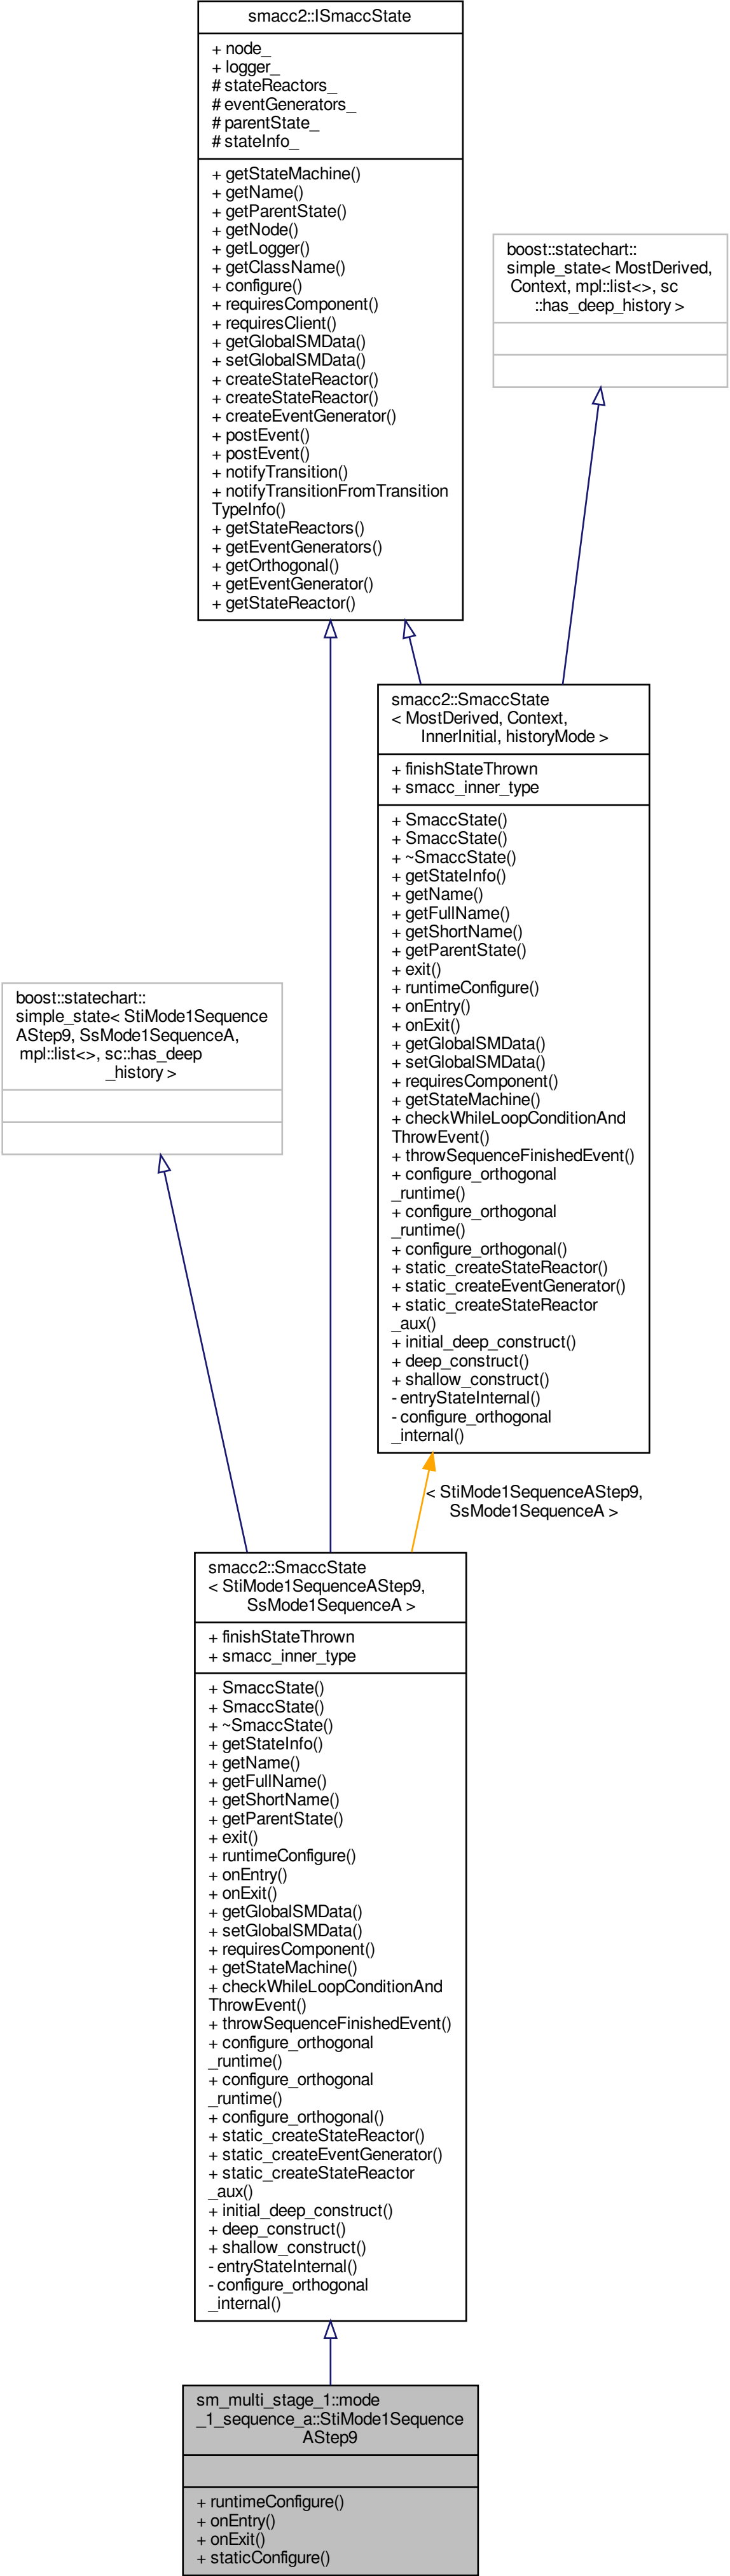 smacc2::ISmaccState
+ node_
+ logger_
# stateReactors_
# eventGenerators_
# parentState_
# stateInfo_
+ getStateMachine()
+ getName()
+ getParentState()
+ getNode()
+ getLogger()
+ getClassName()
+ configure()
+ requiresComponent()
+ requiresClient()
+ getGlobalSMData()
+ setGlobalSMData()
+ createStateReactor()
+ createStateReactor()
+ createEventGenerator()
+ postEvent()
+ postEvent()
+ notifyTransition()
+ notifyTransitionFromTransition
TypeInfo()
+ getStateReactors()
+ getEventGenerators()
+ getOrthogonal()
+ getEventGenerator()
+ getStateReactor()
boost::statechart::
simple_state< MostDerived,
Context, mpl::list<>, sc
::has_deep_history >
smacc2::SmaccState
< MostDerived, Context,
InnerInitial, historyMode >
+ finishStateThrown
+ smacc_inner_type
+ SmaccState()
+ SmaccState()
+ ~SmaccState()
+ getStateInfo()
+ getName()
+ getFullName()
+ getShortName()
+ getParentState()
+ exit()
+ runtimeConfigure()
+ onEntry()
+ onExit()
+ getGlobalSMData()
+ setGlobalSMData()
+ requiresComponent()
+ getStateMachine()
+ checkWhileLoopConditionAnd
ThrowEvent()
+ throwSequenceFinishedEvent()
+ configure_orthogonal
_runtime()
+ configure_orthogonal
_runtime()
+ configure_orthogonal()
+ static_createStateReactor()
+ static_createEventGenerator()
+ static_createStateReactor
_aux()
+ initial_deep_construct()
+ deep_construct()
+ shallow_construct()
- entryStateInternal()
- configure_orthogonal
_internal()
boost::statechart::
simple_state< StiMode1Sequence
AStep9, SsMode1SequenceA,
mpl::list<>, sc::has_deep
_history >
< StiMode1SequenceAStep9,
SsMode1SequenceA >
smacc2::SmaccState
< StiMode1SequenceAStep9,
SsMode1SequenceA >
+ finishStateThrown
+ smacc_inner_type
+ SmaccState()
+ SmaccState()
+ ~SmaccState()
+ getStateInfo()
+ getName()
+ getFullName()
+ getShortName()
+ getParentState()
+ exit()
+ runtimeConfigure()
+ onEntry()
+ onExit()
+ getGlobalSMData()
+ setGlobalSMData()
+ requiresComponent()
+ getStateMachine()
+ checkWhileLoopConditionAnd
ThrowEvent()
+ throwSequenceFinishedEvent()
+ configure_orthogonal
_runtime()
+ configure_orthogonal
_runtime()
+ configure_orthogonal()
+ static_createStateReactor()
+ static_createEventGenerator()
+ static_createStateReactor
_aux()
+ initial_deep_construct()
+ deep_construct()
+ shallow_construct()
- entryStateInternal()
- configure_orthogonal
_internal()
sm_multi_stage_1::mode
_1_sequence_a::StiMode1Sequence
AStep9
+ runtimeConfigure()
+ onEntry()
+ onExit()
+ staticConfigure()